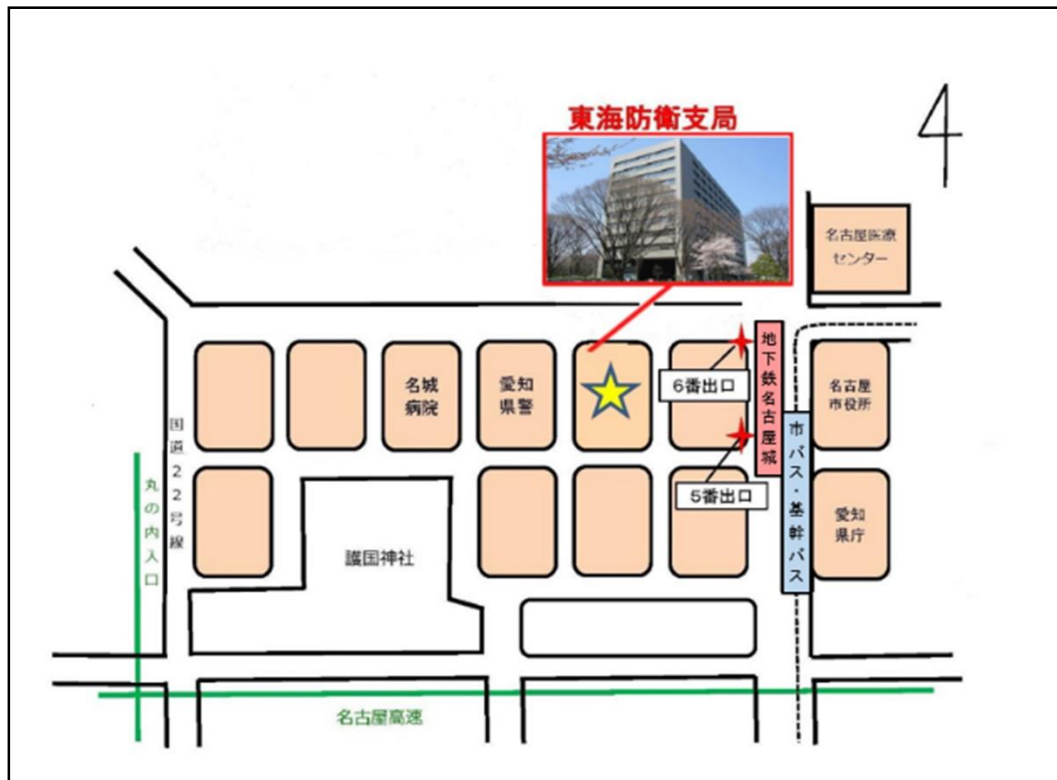 東海防衛支局
名古屋医療
センター
地下鉄名古屋城
6番出口
名城
病院
愛知
県警
名古屋
市役所
国道22号線
市バス・基幹バス
丸の内入口
5番出口
護国神社
愛知
県庁
名古屋高速